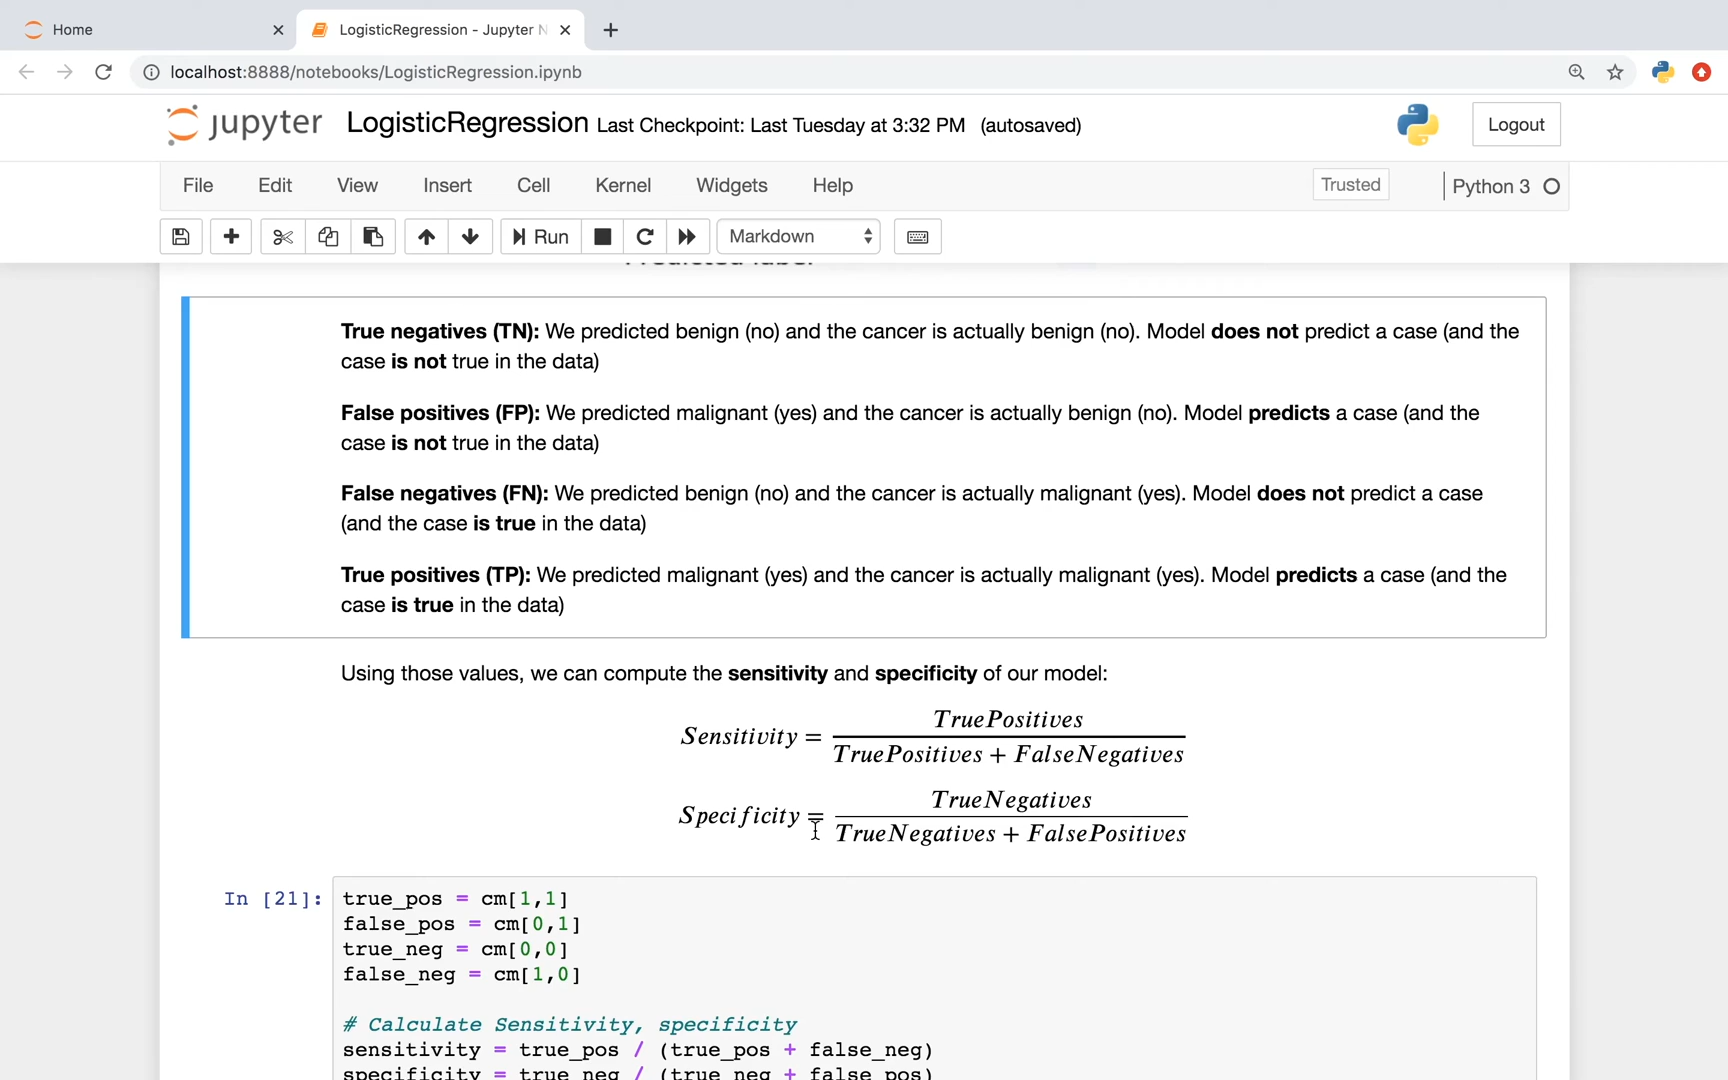 Home
LogisticRegression - Jupyter N
localhost:8888/notebooks/LogisticRegression.ipynb
jupyter LogisticRegression Last Checkpoint: Last Tuesday at 3:32 PM (autosaved)
Logout
File Edit View Insert Cell Kernel Widgets Help
Trusted
Python 3
Run
Markdown
Predicted label
True negatives (TN): We predicted benign (no) and the cancer is actually benign (no). Model does not predict a case (and the
case is not true in the data)
False positives (FP): We predicted malignant (yes) and the cancer is actually benign (no). Model predicts a case (and the
case is not true in the data)
False negatives (FN): We predicted benign (no) and the cancer is actually malignant (yes). Model does not predict a case
(and the case is true in the data)
True positives (TP): We predicted malignant (yes) and the cancer is actually malignant (yes). Model predicts a case (and the
case is true in the data)
Using those values, we can compute the sensitivity and specificity of our model:
TruePositives
Sensitivity =
TruePositives + FalseNegatives
TrueNegatives
Specificity =
TrueNegatives + FalsePositives
In [21]:
true_pos = cm[1,1]
false_pos = cm[0,1]
true_neg = cm[0,0]
false_neg = cm[1,0]
# Calculate Sensitivity, specificity
sensitivity = true_pos / (true_pos + false_neg)
specificity = true_neg / (true_neg + false_pos)